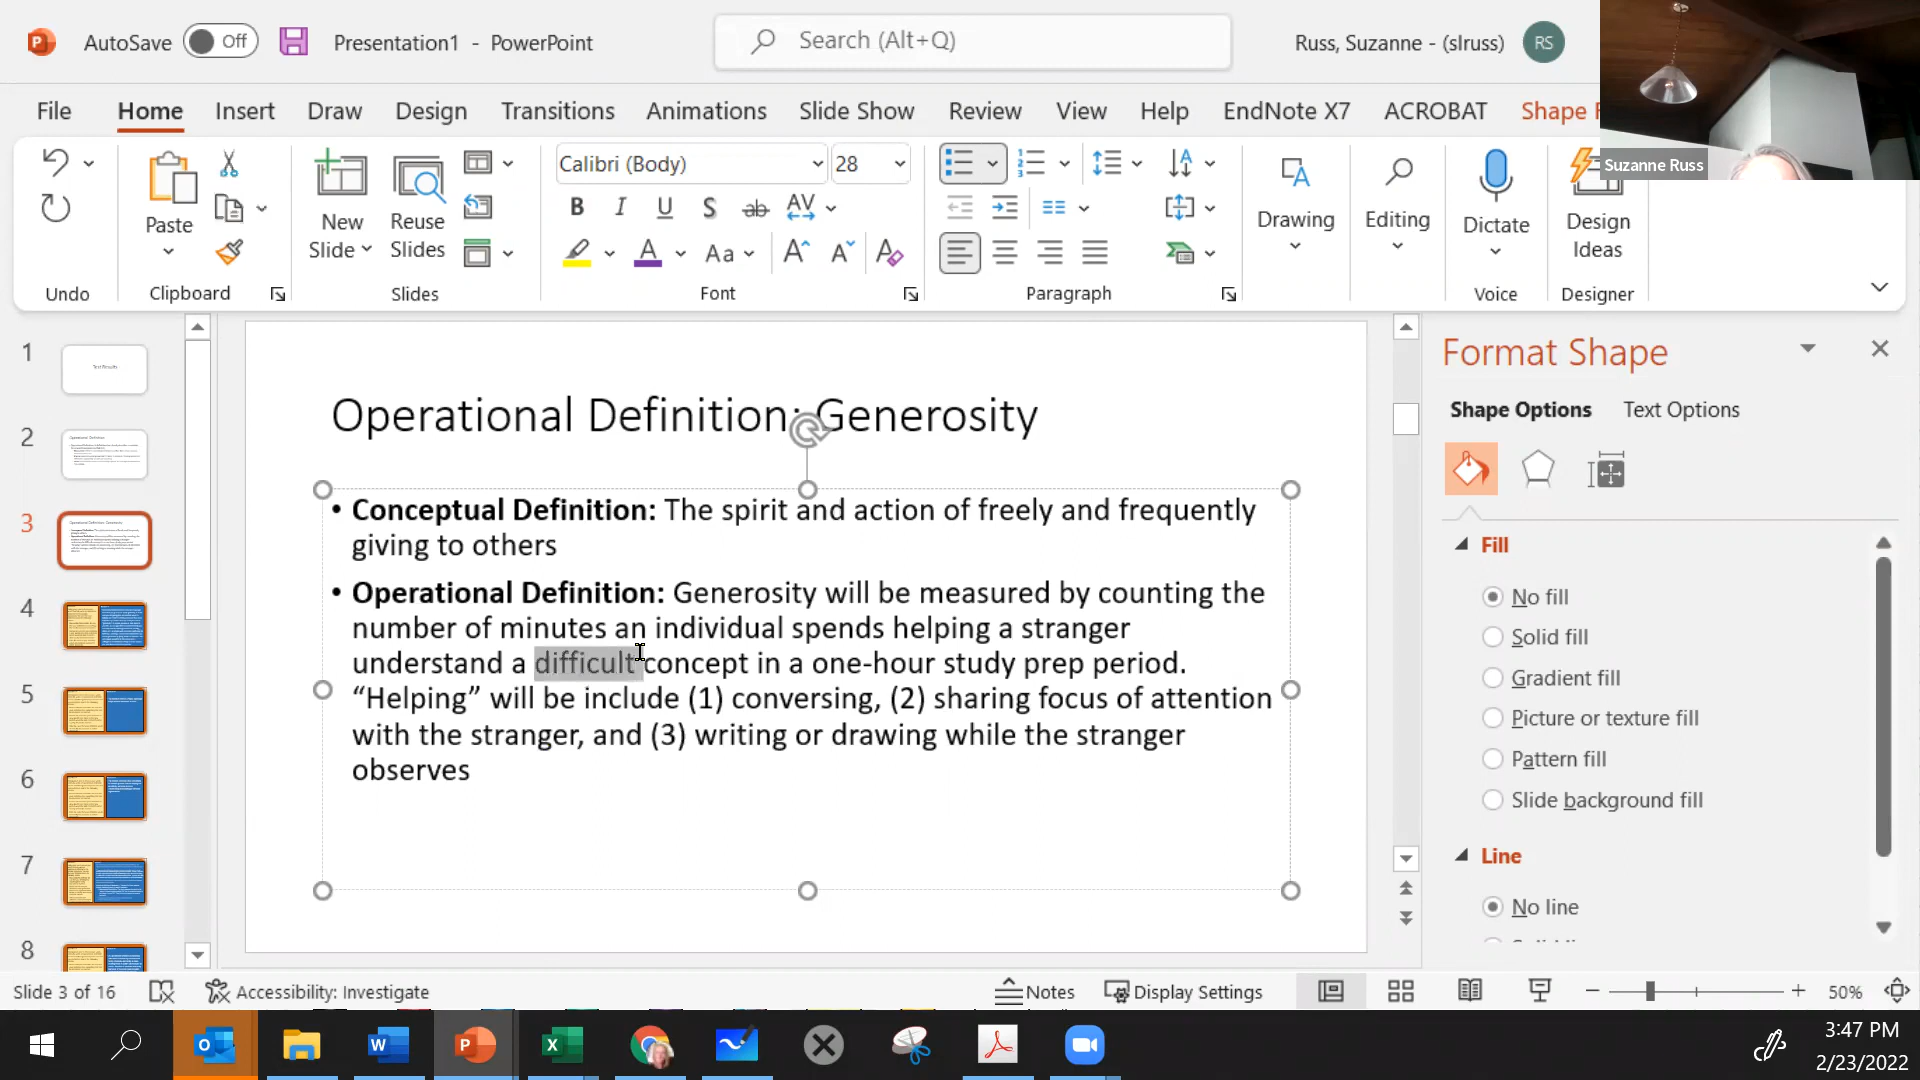 AutoSave Off Presentation1 - PowerPoint Search (Alt+Q) Russ, Suzanne - (slruss) RS
File Home Insert Draw Design Transitions Animations Slide Show Review View Help EndNote X7 ACROBAT Shape F
Suzanne Russ
Calibri (Body) 28
Paste New Slide Reuse Slides Drawing Editing Dictate Design Ideas
Undo Clipboard Slides Font Paragraph Voice Designer
1
2
3
4
5
6
7
8
Operational Definition: Generosity
• Conceptual Definition: The spirit and action of freely and frequently
giving to others
• Operational Definition: Generosity will be measured by counting the
number of minutes an individual spends helping a stranger
understand a difficult concept in a one-hour study prep period.
“Helping” will be include (1) conversing, (2) sharing focus of attention
with the stranger, and (3) writing or drawing while the stranger
observes
Format Shape
Shape Options Text Options
Fill
No fill
Solid fill
Gradient fill
Picture or texture fill
Pattern fill
Slide background fill
Line
No line
Slide 3 of 16 Accessibility: Investigate Notes Display Settings 50%
3:47 PM
2/23/2022